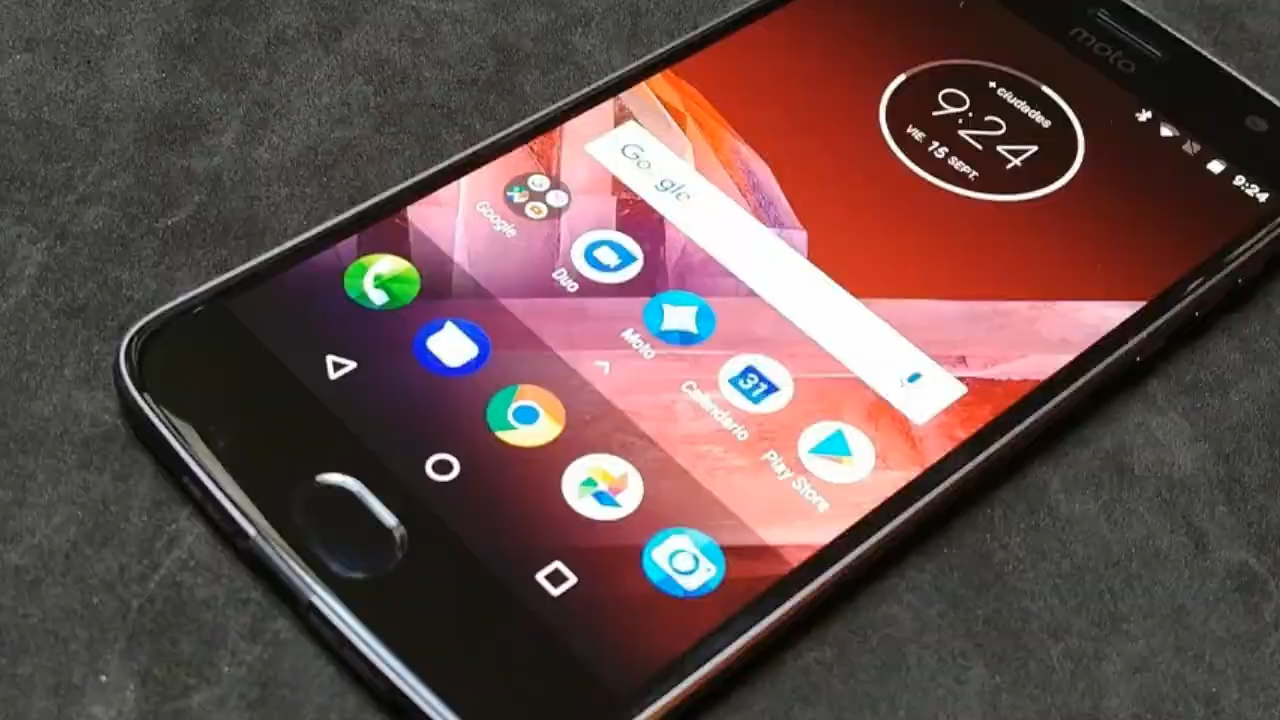 moto
9:24
+ ciudades
9:24
VIE. 15 SEPT.
Google
Google
Duo
Moto
31
Calendario
Play Store